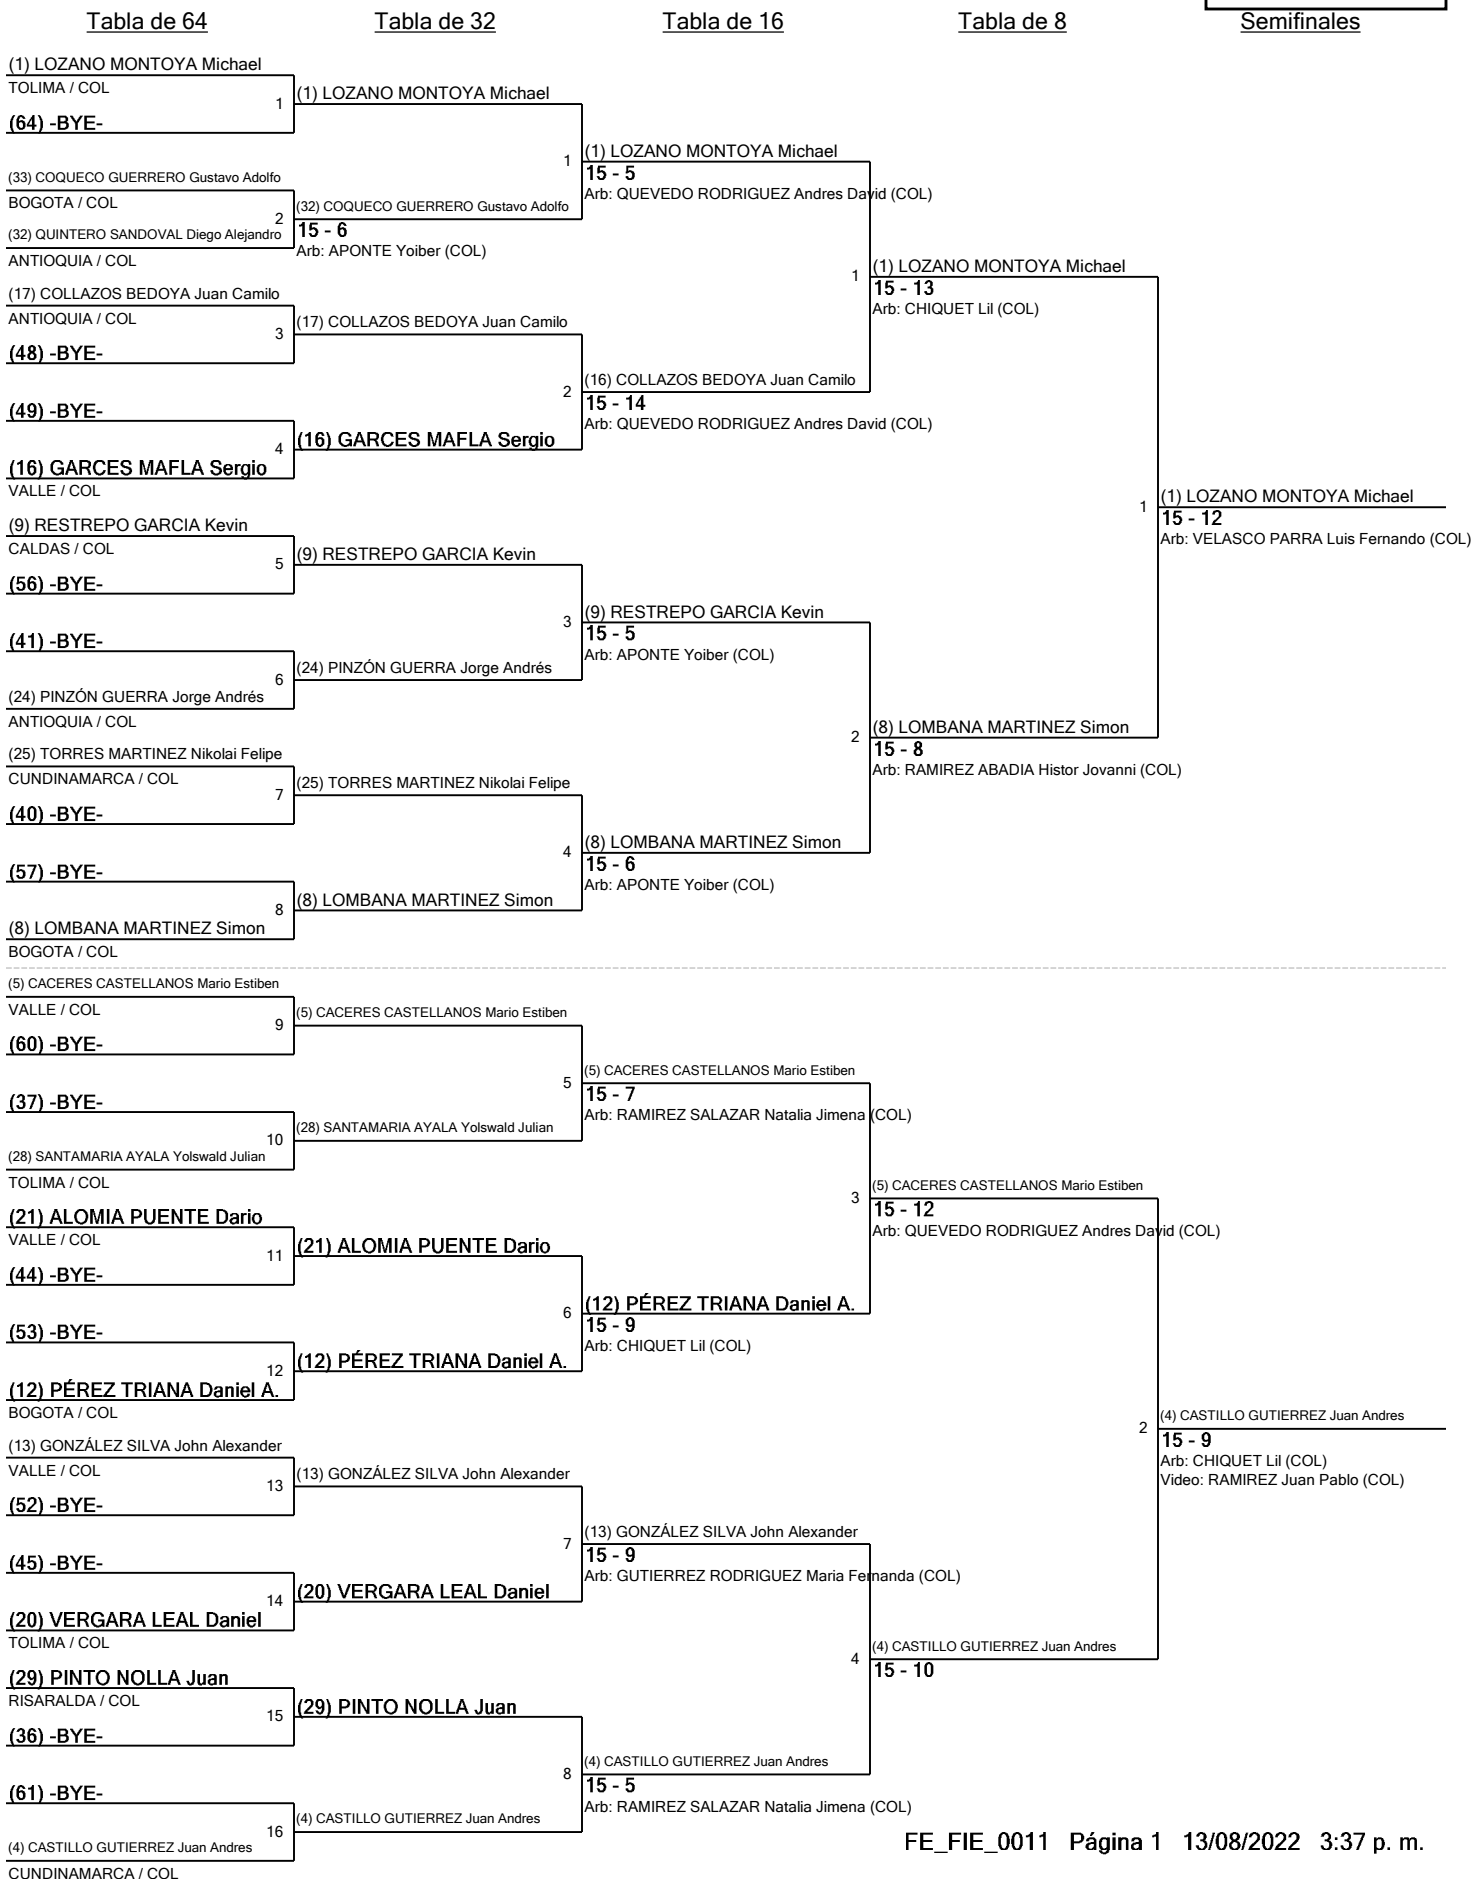 Tabla de 64
Tabla de 32
Tabla de 16
Tabla de 8
Semifinales
(1) LOZANO MONTOYA Michael
TOLIMA / COL
1
(64) -BYE-
(33) COQUECO GUERRERO Gustavo Adolfo
BOGOTA / COL
2
(32) QUINTERO SANDOVAL Diego Alejandro
ANTIOQUIA / COL
(17) COLLAZOS BEDOYA Juan Camilo
ANTIOQUIA / COL
3
(48) -BYE-
(49) -BYE-
4
(16) GARCES MAFLA Sergio
VALLE / COL
(9) RESTREPO GARCIA Kevin
CALDAS / COL
5
(56) -BYE-
(41) -BYE-
6
(24) PINZÓN GUERRA Jorge Andrés
ANTIOQUIA / COL
(25) TORRES MARTINEZ Nikolai Felipe
CUNDINAMARCA / COL
7
(40) -BYE-
(57) -BYE-
8
(8) LOMBANA MARTINEZ Simon
BOGOTA / COL
(5) CACERES CASTELLANOS Mario Estiben
VALLE / COL
9
(60) -BYE-
(37) -BYE-
10
(28) SANTAMARIA AYALA Yolswald Julian
TOLIMA / COL
(21) ALOMIA PUENTE Dario
VALLE / COL
11
(44) -BYE-
(53) -BYE-
12
(12) PÉREZ TRIANA Daniel A.
BOGOTA / COL
(13) GONZÁLEZ SILVA John Alexander
VALLE / COL
13
(52) -BYE-
(45) -BYE-
14
(20) VERGARA LEAL Daniel
TOLIMA / COL
(29) PINTO NOLLA Juan
RISARALDA / COL
15
(36) -BYE-
(61) -BYE-
16
(4) CASTILLO GUTIERREZ Juan Andres
CUNDINAMARCA / COL
(1) LOZANO MONTOYA Michael
1
(32) COQUECO GUERRERO Gustavo Adolfo
15 - 6
Arb: APONTE Yoiber (COL)
(17) COLLAZOS BEDOYA Juan Camilo
2
(16) GARCES MAFLA Sergio
(9) RESTREPO GARCIA Kevin
3
(24) PINZÓN GUERRA Jorge Andrés
(25) TORRES MARTINEZ Nikolai Felipe
4
(8) LOMBANA MARTINEZ Simon
(5) CACERES CASTELLANOS Mario Estiben
5
(28) SANTAMARIA AYALA Yolswald Julian
(21) ALOMIA PUENTE Dario
6
(12) PÉREZ TRIANA Daniel A.
(13) GONZÁLEZ SILVA John Alexander
7
(20) VERGARA LEAL Daniel
(29) PINTO NOLLA Juan
8
(4) CASTILLO GUTIERREZ Juan Andres
(1) LOZANO MONTOYA Michael
15 - 5
Arb: QUEVEDO RODRIGUEZ Andres David (COL)
1
(16) COLLAZOS BEDOYA Juan Camilo
15 - 14
Arb: QUEVEDO RODRIGUEZ Andres David (COL)
(9) RESTREPO GARCIA Kevin
15 - 5
Arb: APONTE Yoiber (COL)
2
(8) LOMBANA MARTINEZ Simon
15 - 6
Arb: APONTE Yoiber (COL)
(5) CACERES CASTELLANOS Mario Estiben
15 - 7
Arb: RAMIREZ SALAZAR Natalia Jimena (COL)
3
(12) PÉREZ TRIANA Daniel A.
15 - 9
Arb: CHIQUET Lil (COL)
(13) GONZÁLEZ SILVA John Alexander
15 - 9
Arb: GUTIERREZ RODRIGUEZ Maria Fernanda (COL)
4
(4) CASTILLO GUTIERREZ Juan Andres
15 - 5
Arb: RAMIREZ SALAZAR Natalia Jimena (COL)
(1) LOZANO MONTOYA Michael
15 - 13
Arb: CHIQUET Lil (COL)
1
(8) LOMBANA MARTINEZ Simon
15 - 8
Arb: RAMIREZ ABADIA Histor Jovanni (COL)
(5) CACERES CASTELLANOS Mario Estiben
15 - 12
Arb: QUEVEDO RODRIGUEZ Andres David (COL)
2
(4) CASTILLO GUTIERREZ Juan Andres
15 - 10
(1) LOZANO MONTOYA Michael
15 - 12
Arb: VELASCO PARRA Luis Fernando (COL)
(4) CASTILLO GUTIERREZ Juan Andres
15 - 9
Arb: CHIQUET Lil (COL)
Video: RAMIREZ Juan Pablo (COL)
FE_FIE_0011 Página 1 13/08/2022 3:37 p. m.